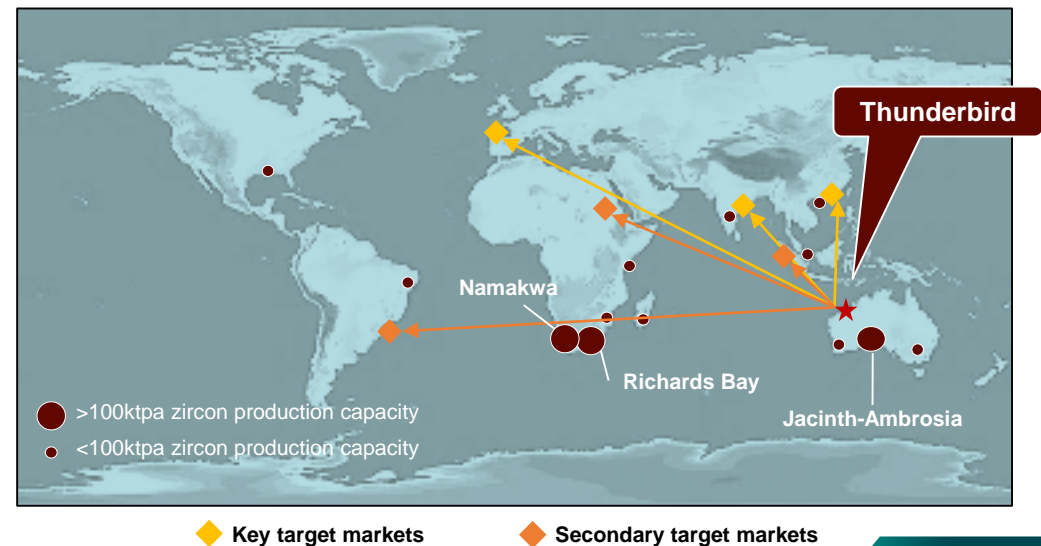 Thunderbird
Namakwa
Richards Bay
Jacinth-Ambrosia
>100ktpa zircon production capacity
<100ktpa zircon production capacity
Key target markets
Secondary target markets